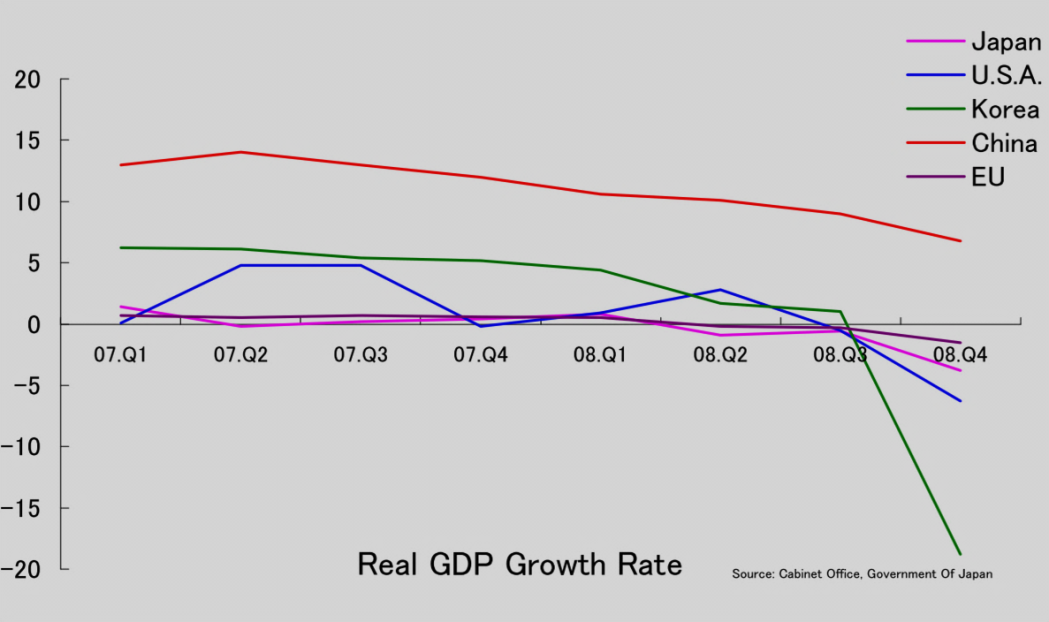 Japan
U.S.A.
Korea
China
EU
20
15
10
5
0
−5
−10
−15
−20
07.Q1 07.Q2 07.Q3 07.Q4 08.Q1 08.Q2 08.Q3 08.Q4
Real GDP Growth Rate
Source: Cabinet Office, Government Of Japan